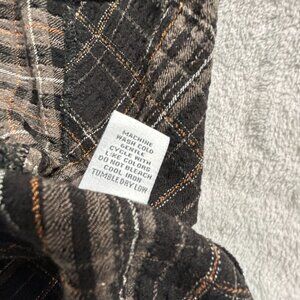 MACHINE
WASH COLD
GENTLE
CYCLE WITH
LIKE COLORS
DO NOT BLEACH
COOL IRON
TUMBLE DRY LOW